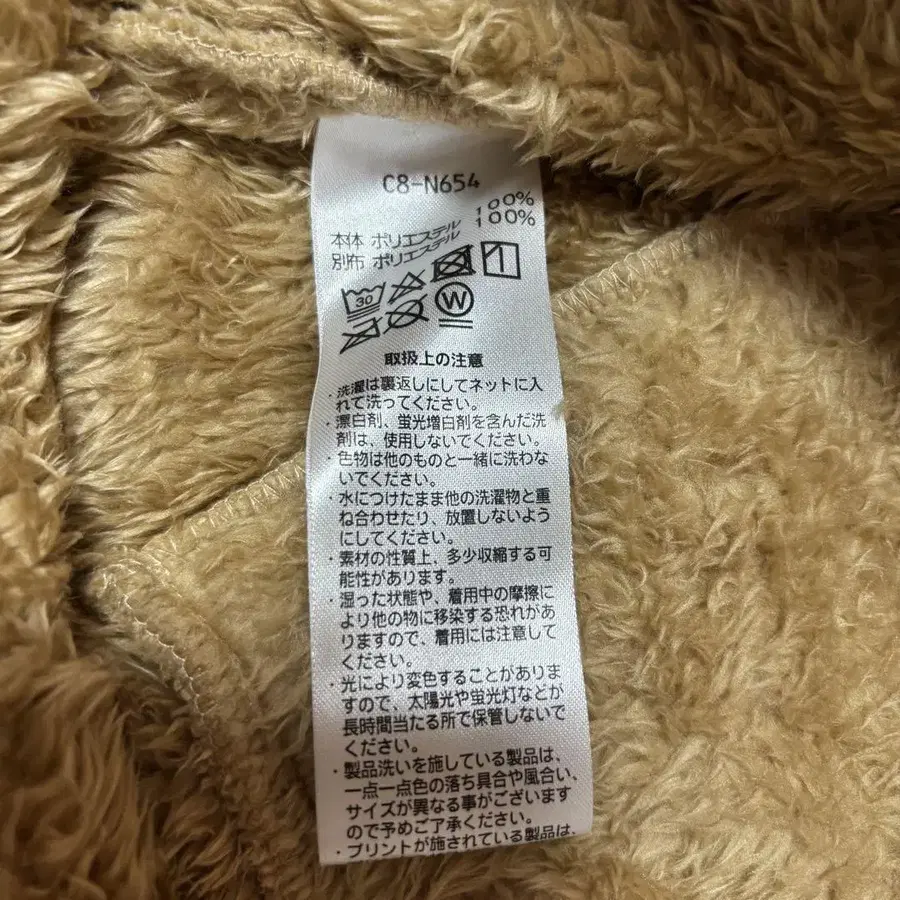 C8-N654
本体 ポリエステル 100%
別布 ポリエステル 100%
30
W
取扱上の注意
・洗濯は裏返しにしてネットに入
れて洗ってください。
・漂白剤、蛍光増白剤を含んだ洗
剤は、使用しないでください。
・色物は他のものと一緒に洗わな
いでください。
・水につけたまま他の洗濯物と重
ね合わせたり、放置しないよう
にしてください。
・素材の性質上、多少収縮する可
能性があります。
・湿った状態や、着用中の摩擦に
より他の物に移染する恐れがあ
りますので、着用には注意して
ください。
・光により変色することがありま
すので、太陽光や蛍光灯などが
長時間当たる所で保管しないで
ください。
・製品洗いを施している製品は、
一点一点色の落ち具合や風合い、
サイズが異なる事がございます
ので予めご了承ください。
・プリントが施されている製品は、